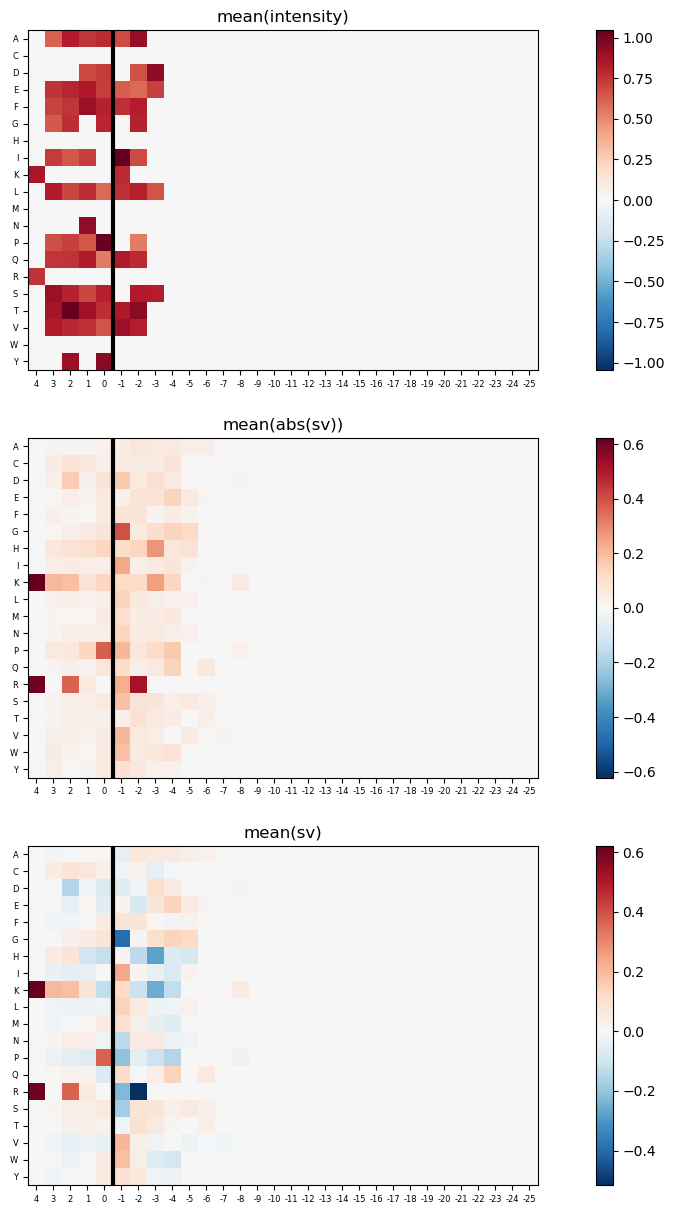 mean(intensity)
A
C
D
E
F
G
H
I
K
L
M
N
P
Q
R
S
T
V
W
Y
4 3 2 1 0 -1 -2 -3 -4 -5 -6 -7 -8 -9 -10 -11 -12 -13 -14 -15 -16 -17 -18 -19 -20 -21 -22 -23 -24 -25
1.00
0.75
0.50
0.25
0.00
−0.25
−0.50
−0.75
−1.00
mean(abs(sv))
A
C
D
E
F
G
H
I
K
L
M
N
P
Q
R
S
T
V
W
Y
4 3 2 1 0 -1 -2 -3 -4 -5 -6 -7 -8 -9 -10 -11 -12 -13 -14 -15 -16 -17 -18 -19 -20 -21 -22 -23 -24 -25
0.6
0.4
0.2
0.0
−0.2
−0.4
−0.6
mean(sv)
A
C
D
E
F
G
H
I
K
L
M
N
P
Q
R
S
T
V
W
Y
4 3 2 1 0 -1 -2 -3 -4 -5 -6 -7 -8 -9 -10 -11 -12 -13 -14 -15 -16 -17 -18 -19 -20 -21 -22 -23 -24 -25
0.6
0.4
0.2
0.0
−0.2
−0.4